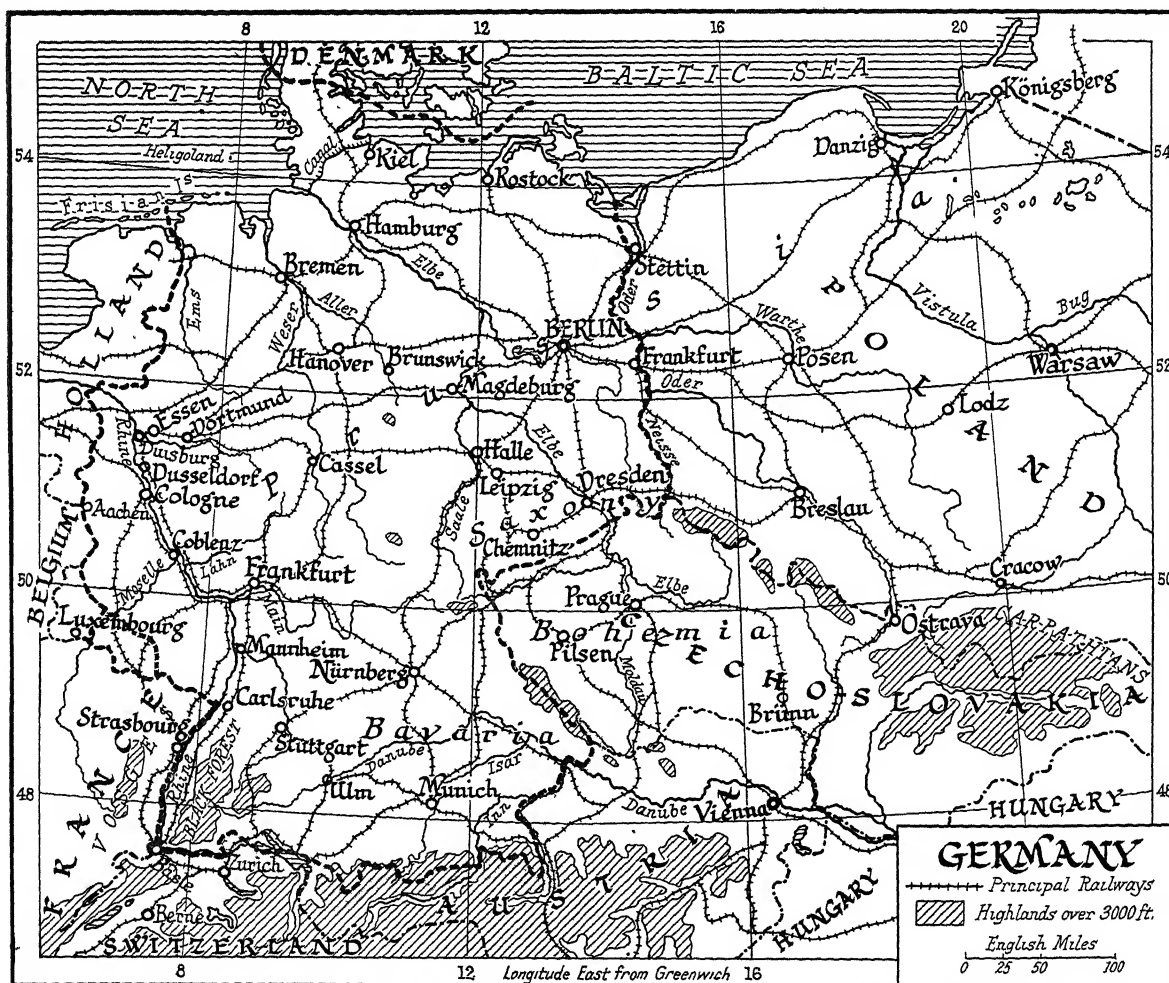 8 12 16 20
DENMARK
BALTIC SEA
NORTH
SEA
Königsberg
Danzig
54 54
Heligoland
Canal
Kiel
Rostock
Frisian Is
Hamburg
Elbe
Stettin
Oder
Bremen
HOLLAND
Ems
Weser
Aller
BERLIN
Warthe
Vistula
Bug
Hanover
Brunswick
Frankfurt
Posen
Warsaw
52 52
Magdeburg
Oder
POLAND
Lodz
Essen
Dortmund
Rhine
Duisburg
Dusseldorf
Cologne
Cassel
Halle
Leipzig
Elbe
Neisse
Dresden
Breslau
Prussia
Aachen
Saale
Saxony
Chemnitz
BELGIUM
Coblenz
Lahn
Moselle
Frankfurt
Main
50 50
Cracow
Prague
Elbe
Luxembourg
Mannheim
Nürnberg
Bohemia
Pilsen
Moldau
CZECHOSLOVAKIA
Ostrava
CARPATHIANS
Brünn
Carlsruhe
Strasbourg
Stuttgart
Bavaria
FRANCE
VOSGES
Rhine
BLACK FOREST
Danube
Isar
Ulm
Munich
Inn
Danube
Vienna
48 48
HUNGARY
Zurich
Berne
SWITZERLAND
AUSTRIA
HUNGARY
GERMANY
Principal Railways
Highlands over 3000 ft.
English Miles
0 25 50 100
8 12 16
Longitude East from Greenwich